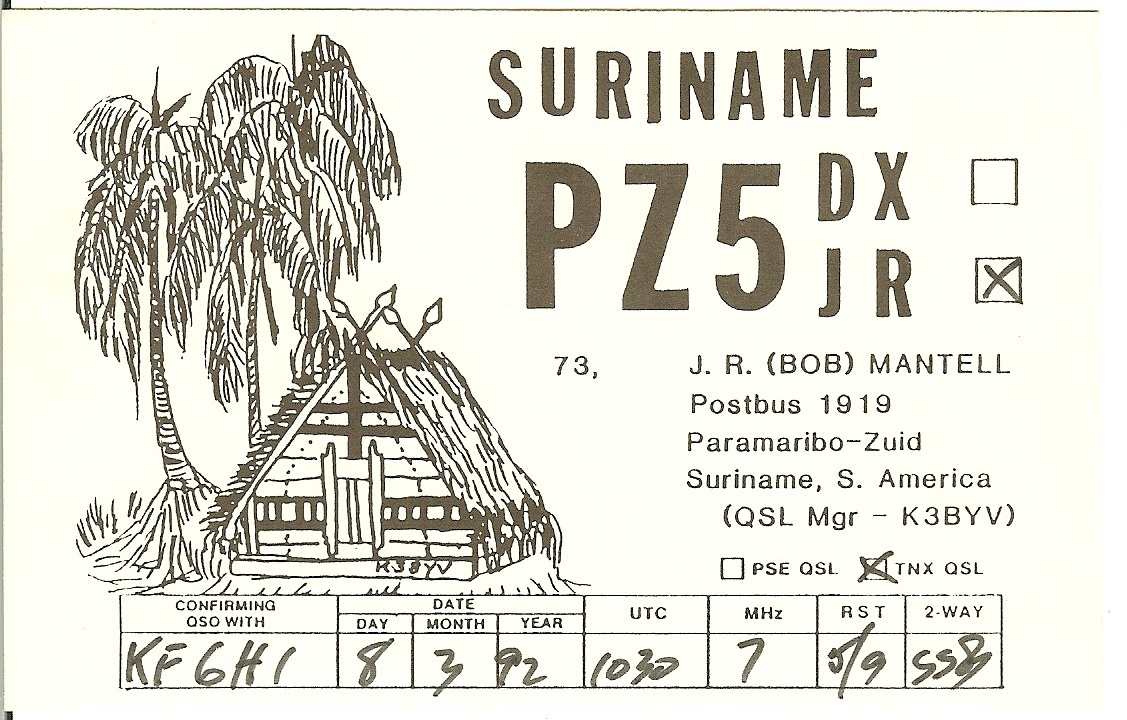 SURINAME
PZ5 DX
JR
73, J. R. (BOB) MANTELL
Postbus 1919
Paramaribo-Zuid
Suriname, S. America
(QSL Mgr - K3BYV)
PSE QSL TNX QSL
K3BYV
CONFIRMING QSO WITH DATE UTC MHz RST 2-WAY
DAY MONTH YEAR
KF6HI 8 3 92 1030 7 5/9 SSB